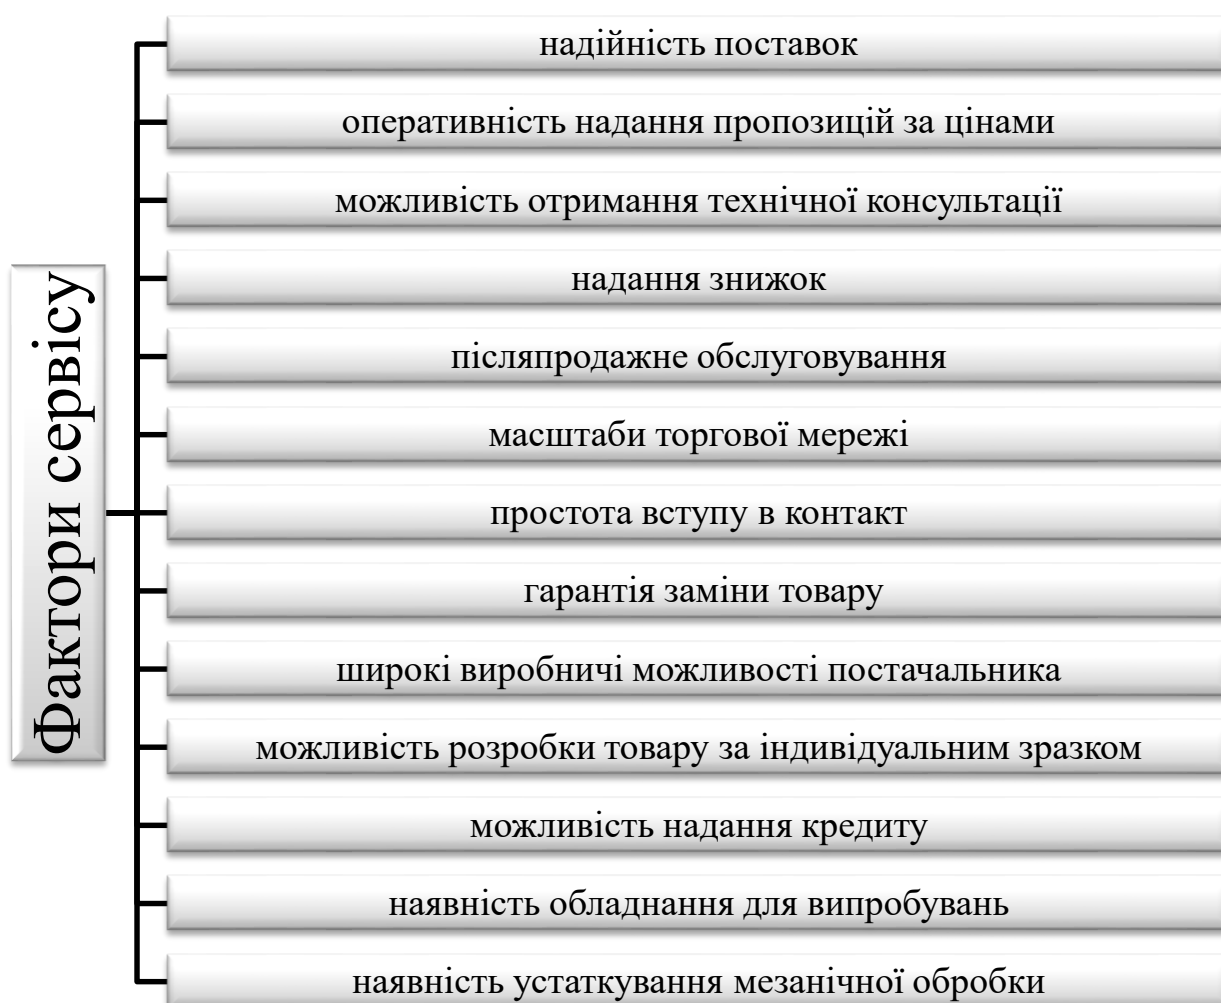 Фактори сервісу
надійність поставок
оперативність надання пропозицій за цінами
можливість отримання технічної консультації
надання знижок
післяпродажне обслуговування
масштаби торгової мережі
простота вступу в контакт
гарантія заміни товару
широкі виробничі можливості постачальника
можливість розробки товару за індивідуальним зразком
можливість надання кредиту
наявність обладнання для випробувань
наявність устаткування мезанічної обробки